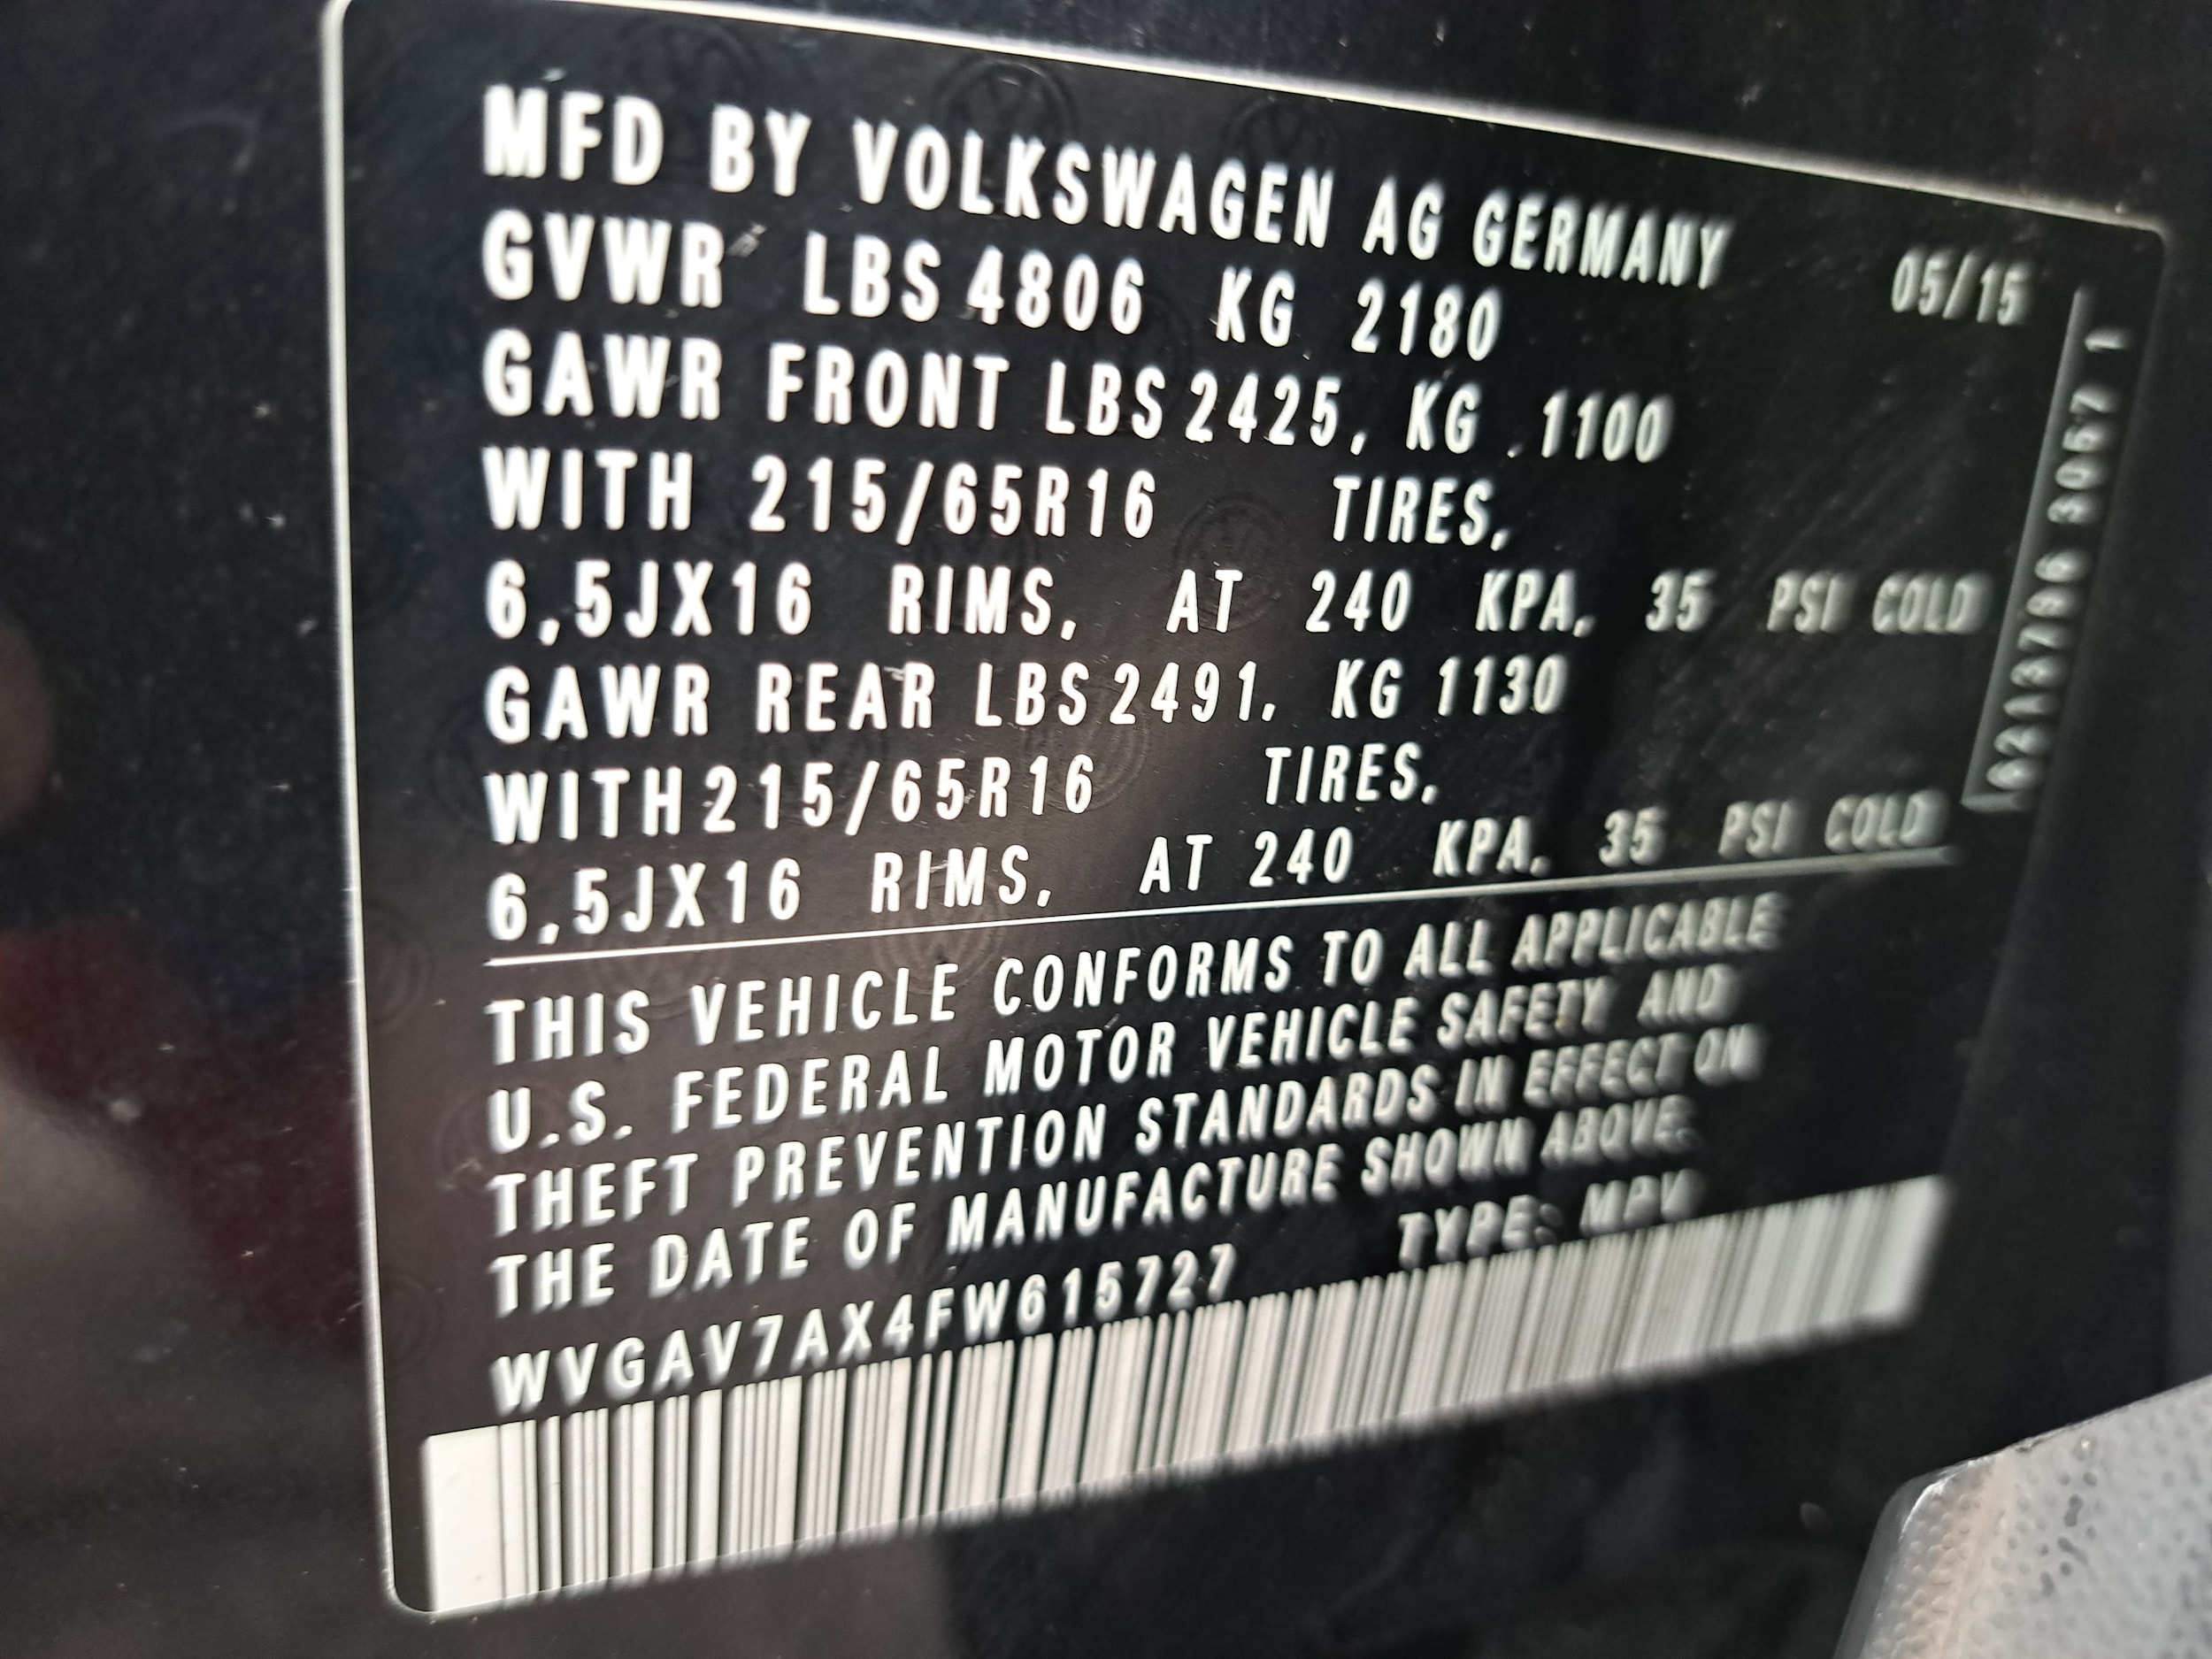 MFD BY VOLKSWAGEN AG GERMANY 05/15
GVWR LBS 4806 KG 2180
GAWR FRONT LBS 2425, KG 1100
WITH 215/65R16 TIRES,
6,5JX16 RIMS, AT 240 KPA, 35 PSI COLD
GAWR REAR LBS 2491, KG 1130
WITH 215/65R16 TIRES,
6,5JX16 RIMS, AT 240 KPA, 35 PSI COLD
THIS VEHICLE CONFORMS TO ALL APPLICABLE
U.S. FEDERAL MOTOR VEHICLE SAFETY AND
THEFT PREVENTION STANDARDS IN EFFECT ON
THE DATE OF MANUFACTURE SHOWN ABOVE.
WVGAV7AX4FW615727 TYPE: MPV